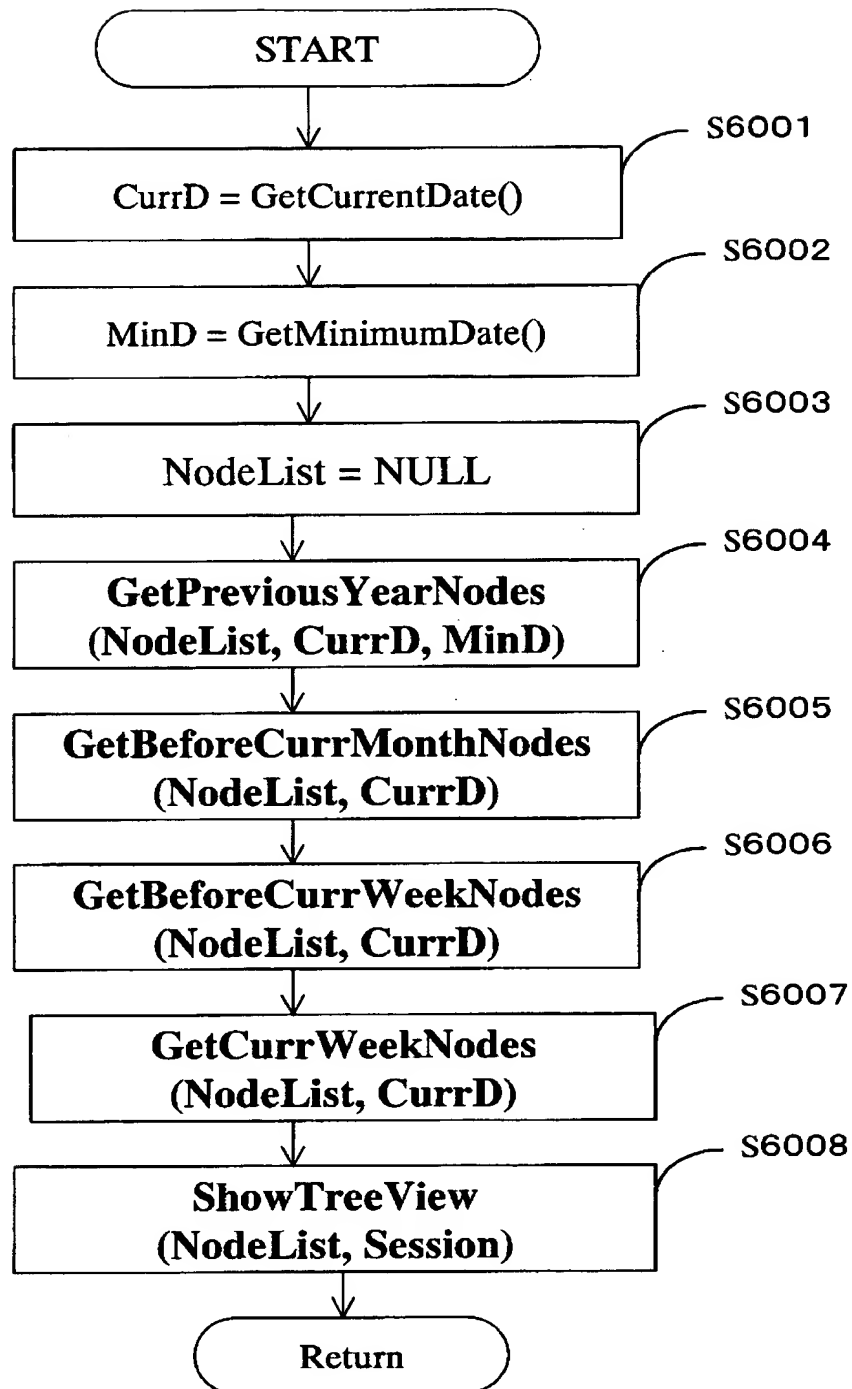 START
S6001
CurrD = GetCurrentDate()
S6002
MinD = GetMinimumDate()
S6003
NodeList = NULL
S6004
GetPreviousYearNodes
(NodeList, CurrD, MinD)
S6005
GetBeforeCurrMonthNodes
(NodeList, CurrD)
S6006
GetBeforeCurrWeekNodes
(NodeList, CurrD)
S6007
GetCurrWeekNodes
(NodeList, CurrD)
S6008
ShowTreeView
(NodeList, Session)
Return